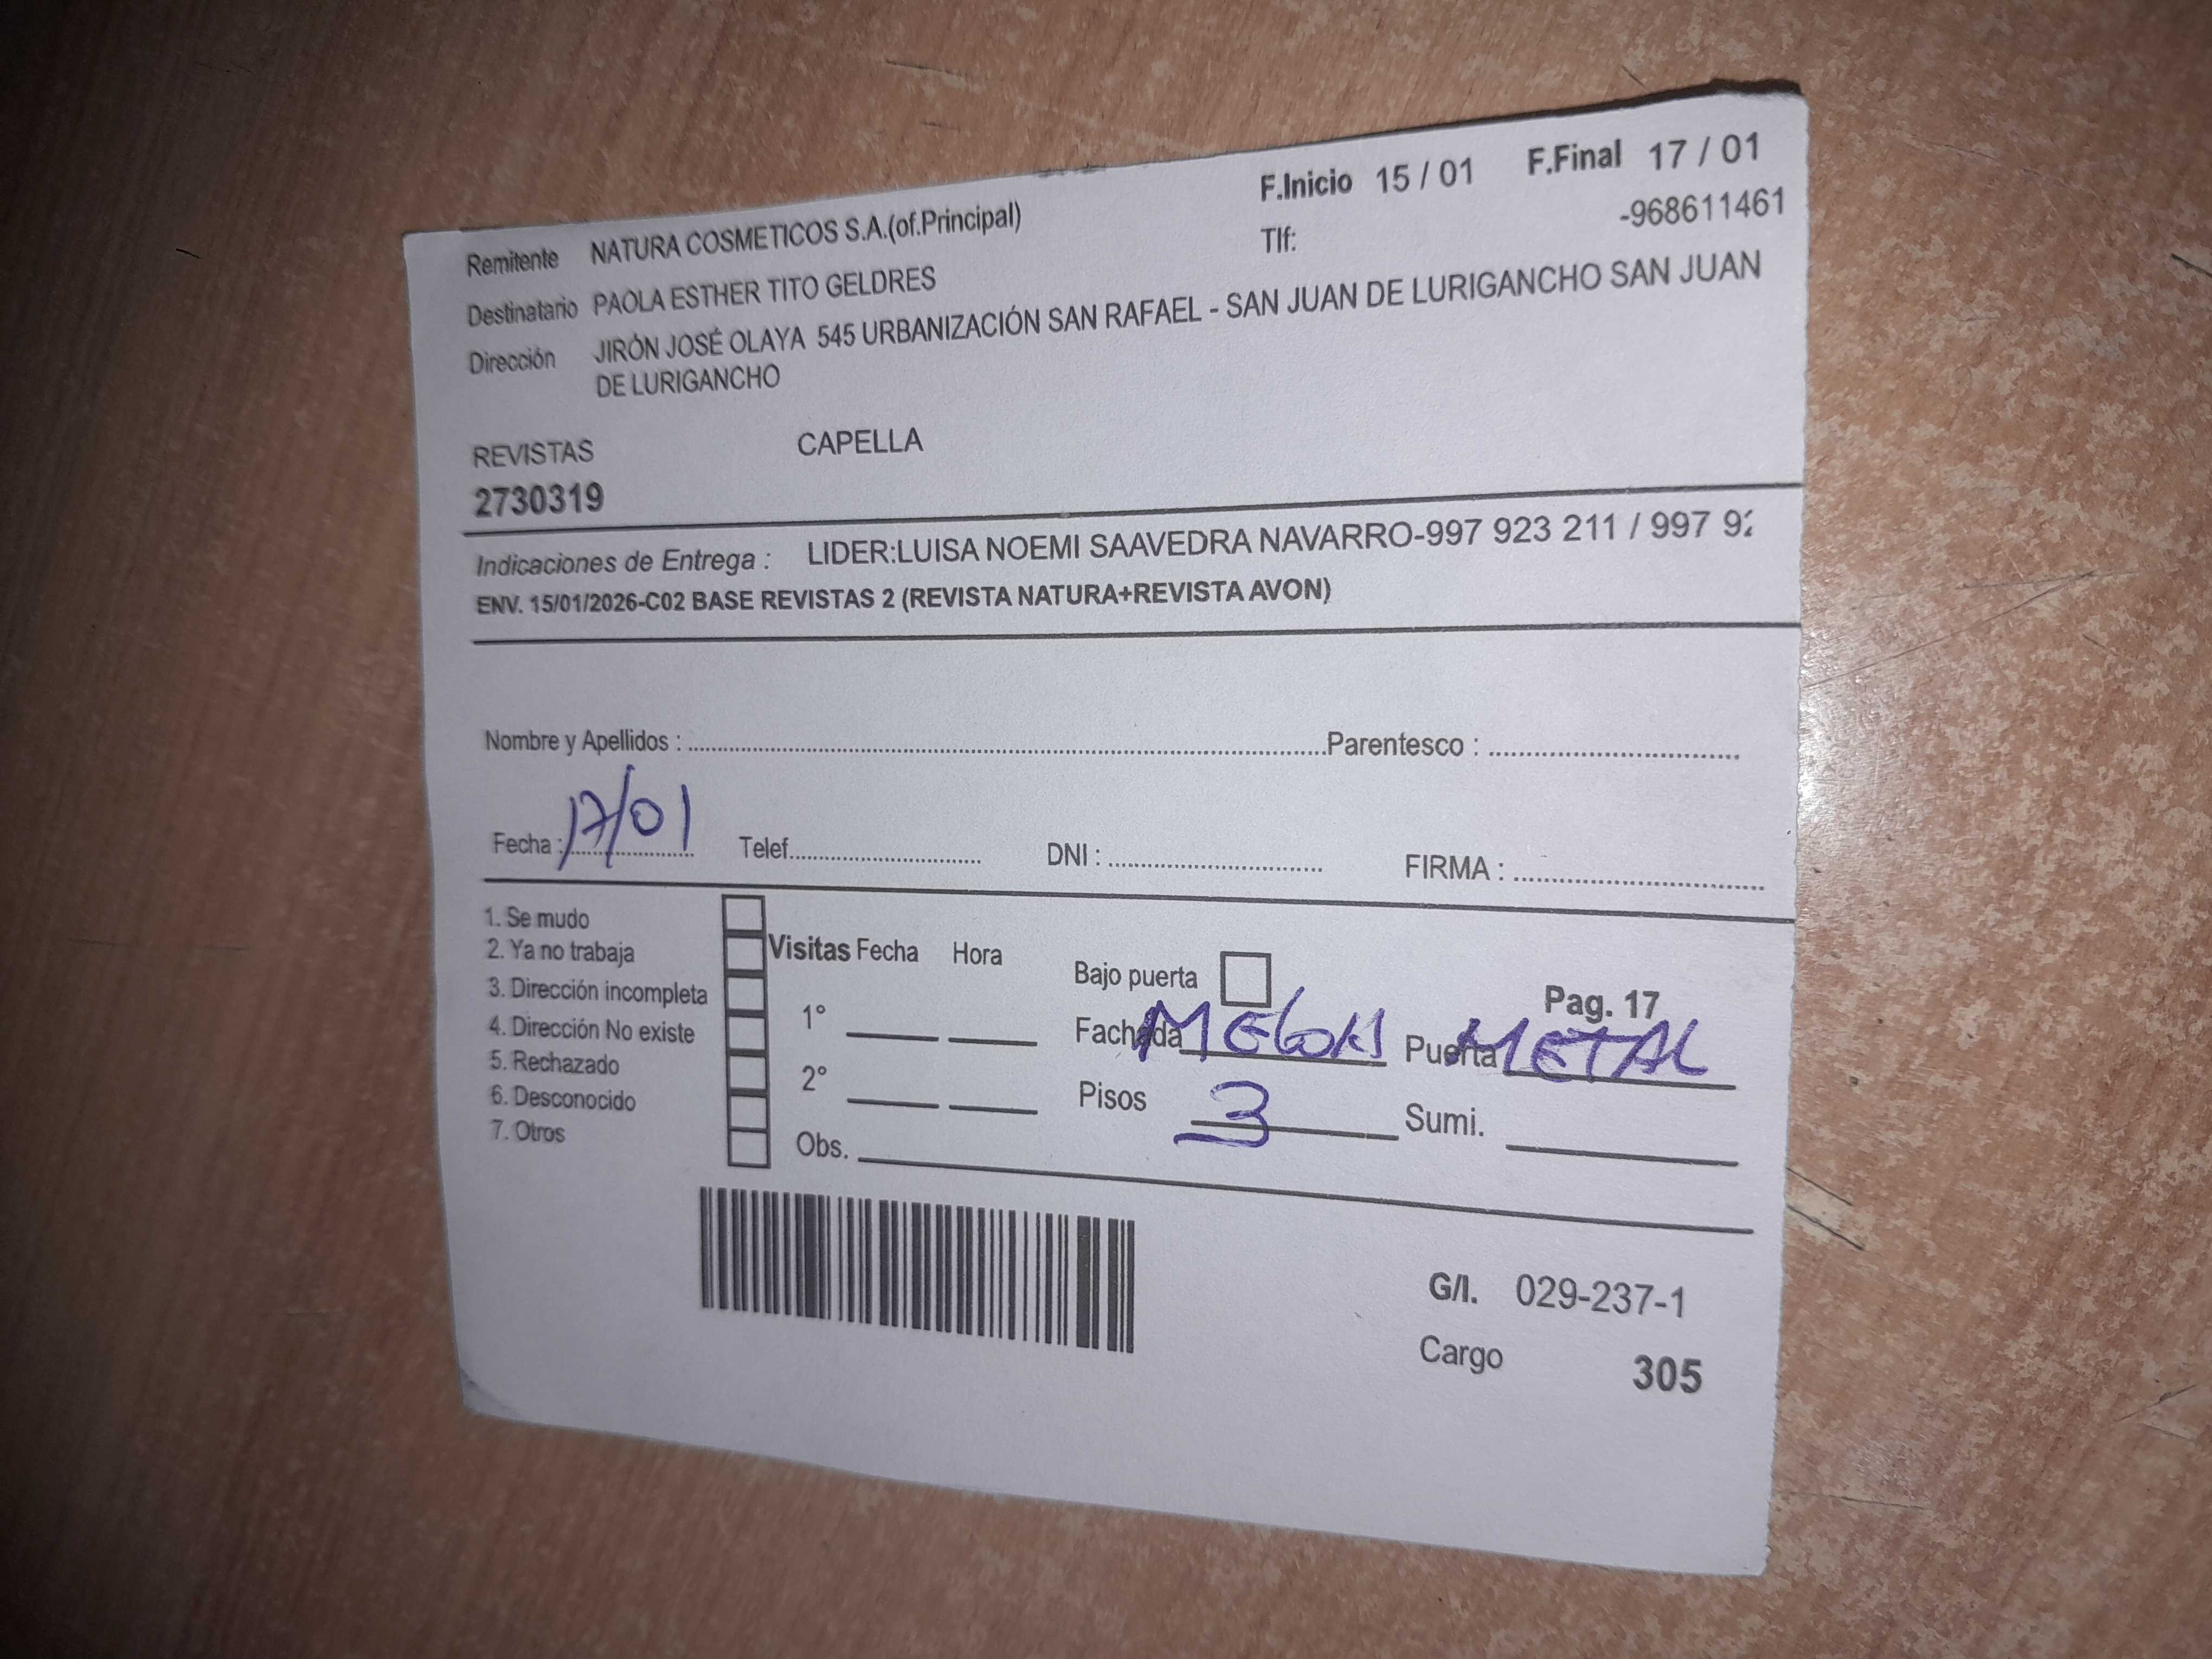 F.Inicio 15 / 01 F.Final 17 / 01
Remitente NATURA COSMETICOS S.A.(of.Principal) Tlf: -968611461
Destinatario PAOLA ESTHER TITO GELDRES
Dirección JIRÓN JOSÉ OLAYA 545 URBANIZACIÓN SAN RAFAEL - SAN JUAN DE LURIGANCHO SAN JUAN
DE LURIGANCHO
REVISTAS CAPELLA
2730319
Indicaciones de Entrega : LIDER:LUISA NOEMI SAAVEDRA NAVARRO-997 923 211 / 997 9
ENV. 15/01/2026-C02 BASE REVISTAS 2 (REVISTA NATURA+REVISTA AVON)
Nombre y Apellidos : Parentesco :
Fecha : 17/01 Telef. DNI : FIRMA :
1. Se mudo
2. Ya no trabaja Visitas Fecha Hora Bajo puerta
3. Dirección incompleta Pag. 17
4. Dirección No existe 1° Fachada Puerta METAL
5. Rechazado
6. Desconocido 2° Pisos 3 Sumi.
7. Otros Obs.
G/I. 029-237-1
Cargo 305